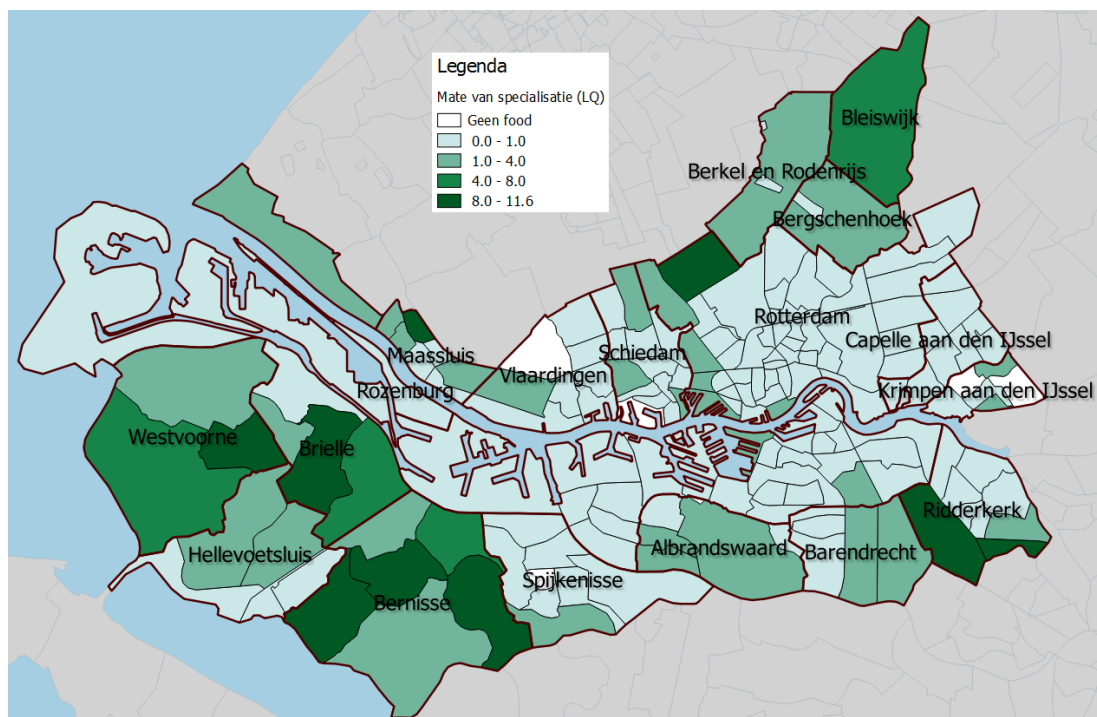 Legenda
Mate van specialisatie (LQ)
Geen food
0.0 - 1.0
1.0 - 4.0
4.0 - 8.0
8.0 - 11.6
Bleiswijk
Berkel en Rodenrijs
Bergschenhoek
Rotterdam
Capelle aan den IJssel
Schiedam
Maassluis
Vlaardingen
Rozenburg
Krimpen aan den IJssel
Westvoorne
Brielle
Ridderkerk
Hellevoetsluis
Albrandswaard
Barendrecht
Spijkenisse
Bernisse